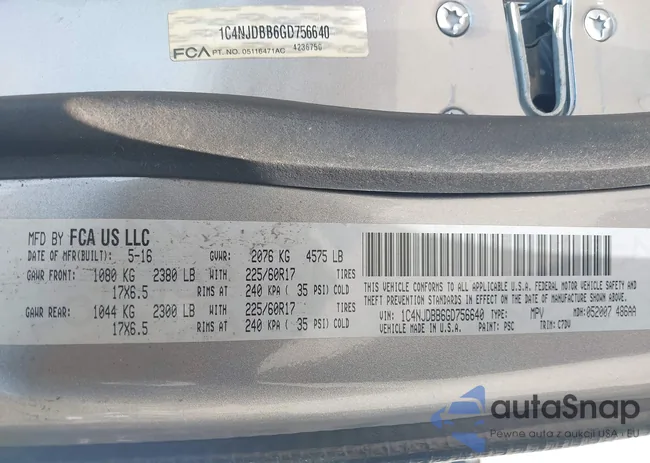 1C4NJDBB6GD756640
FCA PT. NO. 05116471AC 4236756
MFD BY FCA US LLC
DATE OF MFR(BUILT): 5-16 GVWR: 2076 KG 4575 LB
GAWR FRONT: 1080 KG 2380 LB WITH 225/60R17 TIRES
17X6.5 RIMS AT 240 KPA ( 35 PSI) COLD
GAWR REAR: 1044 KG 2300 LB WITH 225/60R17 TIRES
17X6.5 RIMS AT 240 KPA ( 35 PSI) COLD
THIS VEHICLE CONFORMS TO ALL APPLICABLE U.S.A. FEDERAL MOTOR VEHICLE SAFETY AND
THEFT PREVENTION STANDARDS IN EFFECT ON THE DATE OF MANUFACTURE SHOWN ABOVE.
VIN: 1C4NJDBB6GD756640 TYPE: MPV MDH: 052007 486AA
VEHICLE MADE IN U.S.A. PAINT: PSC TRIM: C7DV
autaSnap
Pewne auta z aukcji USA - EU